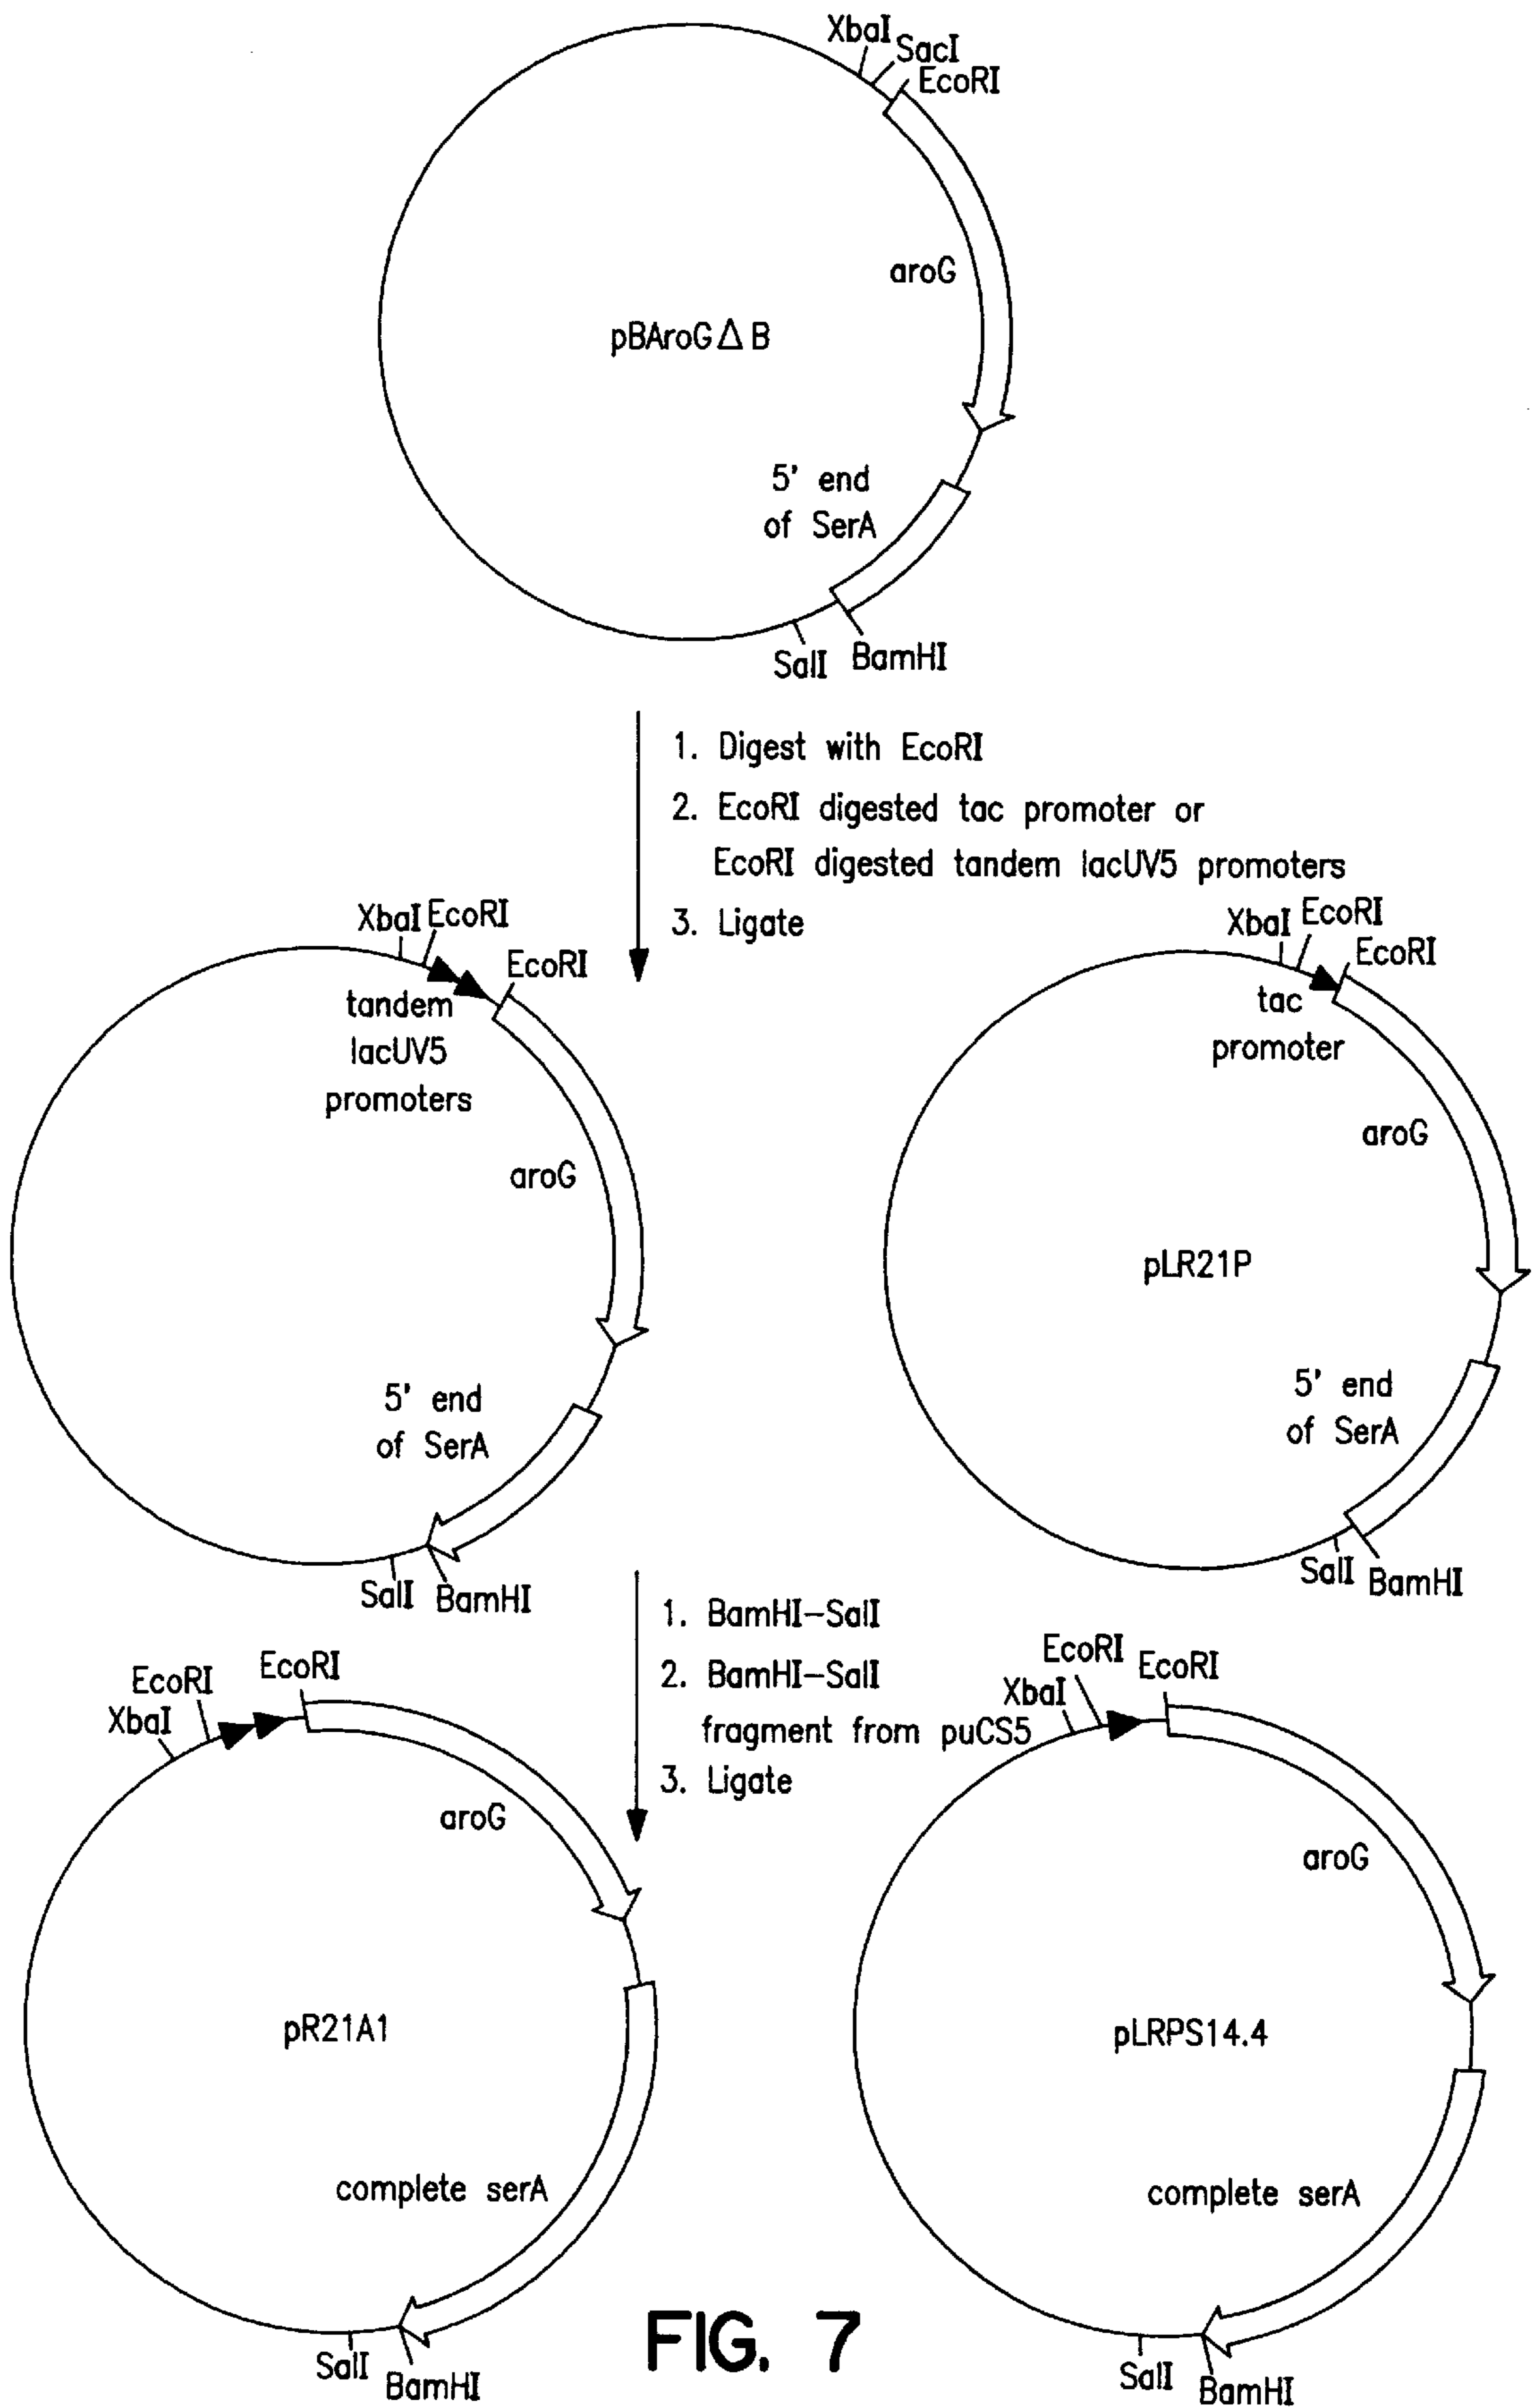 XbaI
SacI
EcoRI
aroG
pBAroGΔB
5' end
of SerA
SalI
BamHI
1. Digest with EcoRI
2. EcoRI digested tac promoter or
EcoRI digested tandem lacUV5 promoters
3. Ligate
XbaI
EcoRI
EcoRI
tandem
lacUV5
promoters
aroG
5' end
of SerA
SalI
BamHI
XbaI
EcoRI
EcoRI
tac
promoter
aroG
pLR21P
5' end
of SerA
SalI
BamHI
1. BamHI-SalI
2. BamHI-SalI
fragment from puCS5
3. Ligate
XbaI
EcoRI
EcoRI
aroG
pR21A1
complete serA
SalI
BamHI
XbaI
EcoRI
EcoRI
aroG
pLRPS14.4
complete serA
SalI
BamHI
FIG. 7